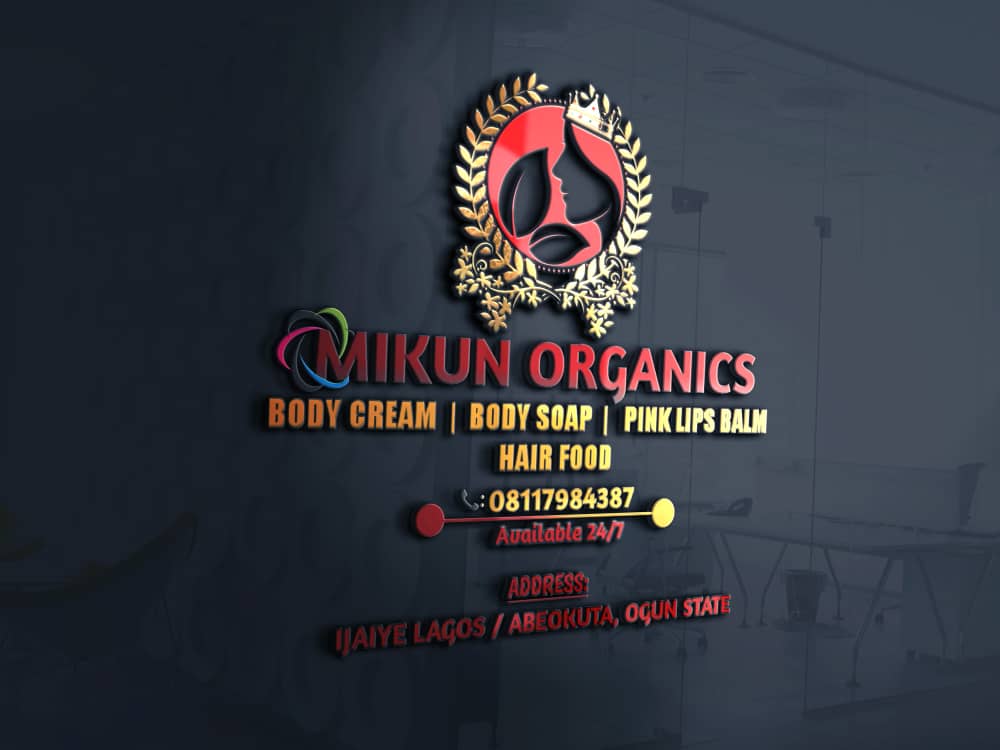 MIKUN ORGANICS
BODY CREAM | BODY SOAP | PINK LIPS BALM
HAIR FOOD
: 08117984387
Available 24/7
ADDRESS:
IJAIYE LAGOS / ABEOKUTA, OGUN STATE